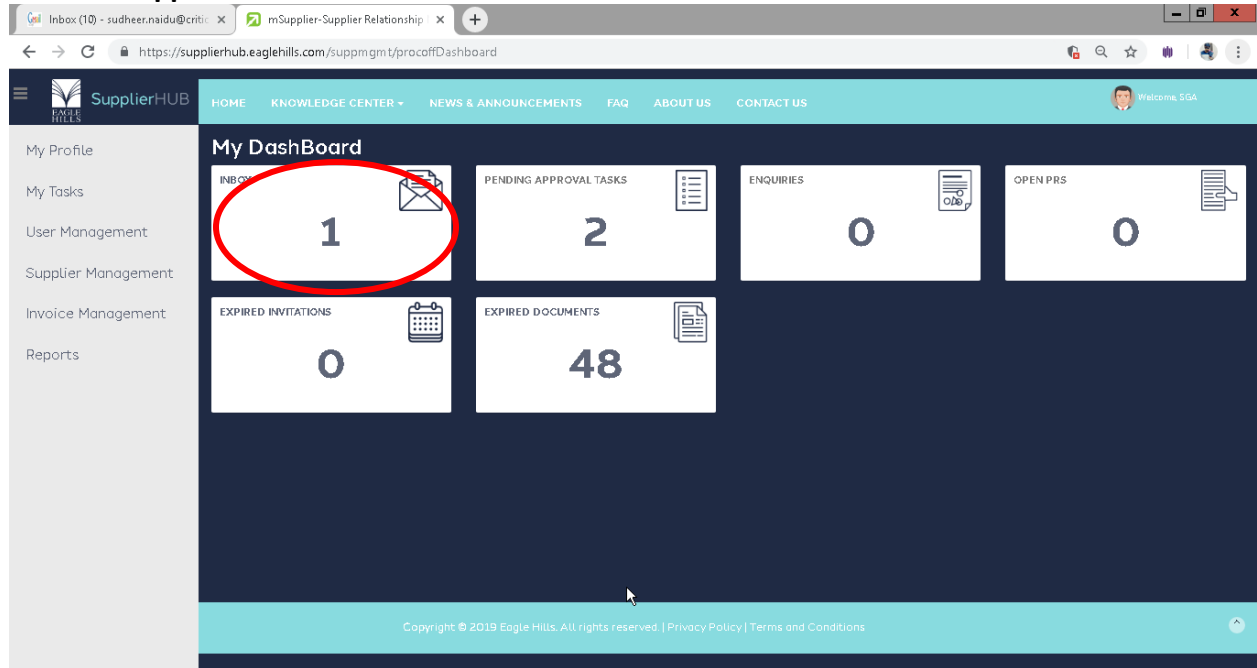 Inbox (10) - sudheer.naidu@critic
mSupplier-Supplier Relationship
https://supplierhub.eaglehills.com/suppmgmt/procoffDashboard
EAGLE HILLS
SupplierHUB
HOME KNOWLEDGE CENTER NEWS & ANNOUNCEMENTS FAQ ABOUT US CONTACT US
Welcome, SGA
My Profile
My Tasks
User Management
Supplier Management
Invoice Management
Reports
My DashBoard
INBOX
1
PENDING APPROVAL TASKS
2
ENQUIRIES
0
OPEN PRS
0
EXPIRED INVITATIONS
0
EXPIRED DOCUMENTS
48
Copyright © 2019 Eagle Hills. All rights reserved. | Privacy Policy | Terms and Conditions